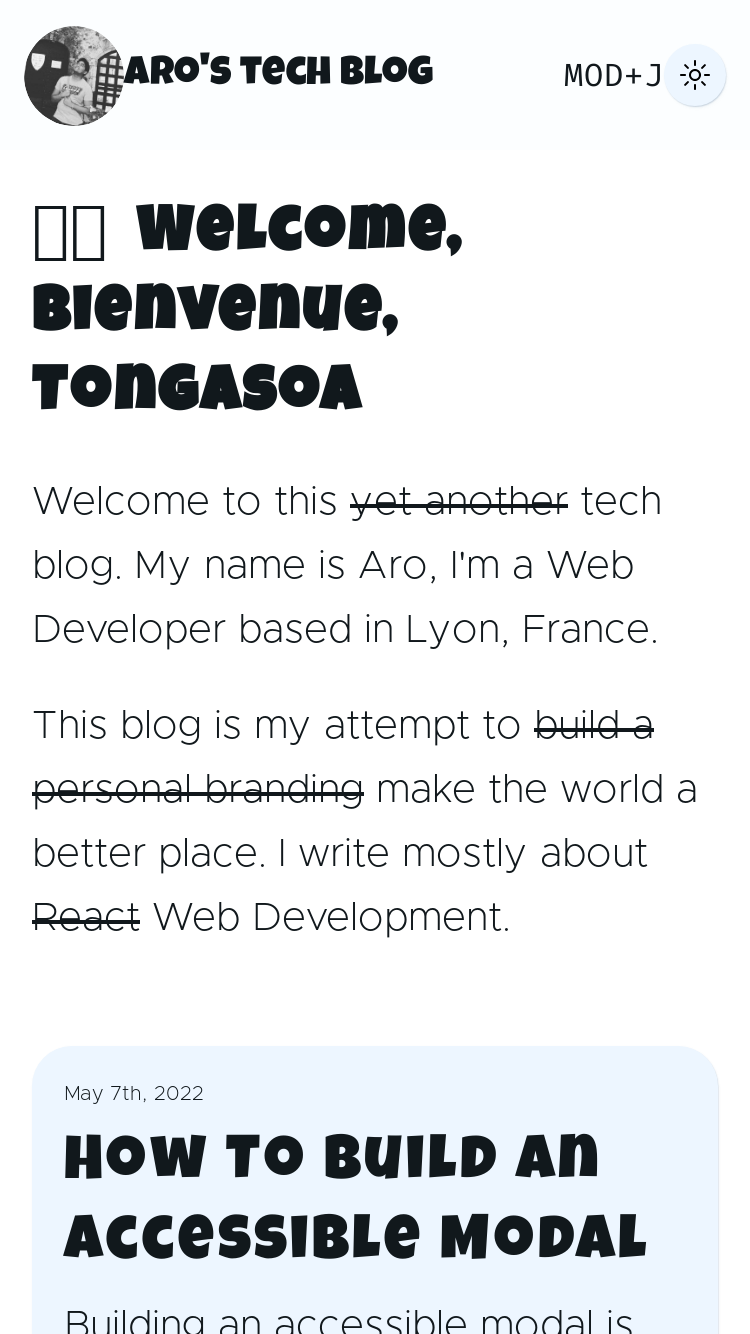 Aro's Tech Blog
MOD+J
Welcome,
Bienvenue,
Tongasoa
Welcome to this yet another tech
blog. My name is Aro, I'm a Web
Developer based in Lyon, France.
This blog is my attempt to build a
personal branding make the world a
better place. I write mostly about
React Web Development.
May 7th, 2022
How to build an
accessible modal
Building an accessible modal is